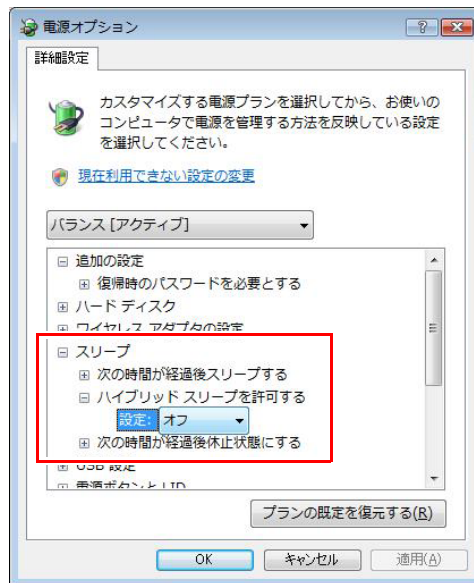 電源オプション
詳細設定
カスタマイズする電源プランを選択してから、お使いの
コンピュータで電源を管理する方法を反映している設定
を選択してください。
現在利用できない設定の変更
バランス [アクティブ]
追加の設定
復帰時のパスワードを必要とする
ハード ディスク
ワイヤレス アダプタの設定
スリープ
次の時間が経過後スリープする
ハイブリッド スリープを許可する
設定: オフ
次の時間が経過後休止状態にする
USB 設定
電源ボタンと LID
プランの既定を復元する(R)
OK キャンセル 適用(A)